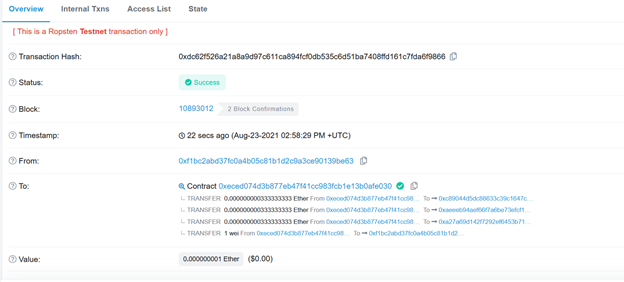 Overview Internal Txns Access List State
[ This is a Ropsten Testnet transaction only ]
Transaction Hash: 0xdc62f526a21a8a9d97c611ca894fcf0db535c6d51ba7408ffd161c7fda6f9866
Status: Success
Block: 10893012 2 Block Confirmations
Timestamp: 22 secs ago (Aug-23-2021 02:58:29 PM +UTC)
From: 0xf1bc2abd37fc0a4b05c81b1d2c9a3ce90139be63
To: Contract 0xeced074d3b877eb47f41cc983fcb1e13b0afe030
TRANSFER 0.000000000333333333 Ether From 0xeced074d3b877eb47f41cc98... To → 0xc89044d5dc88633c39c1647c...
TRANSFER 0.000000000333333333 Ether From 0xeced074d3b877eb47f41cc98... To → 0xaeeeb94aef66f7a6be73efcf1...
TRANSFER 0.000000000333333333 Ether From 0xeced074d3b877eb47f41cc98... To → 0xa27a69d142f7292ef6453b71...
TRANSFER 1 wei From 0xeced074d3b877eb47f41cc98... To → 0xf1bc2abd37fc0a4b05c81b1d2...
Value: 0.000000001 Ether ($0.00)